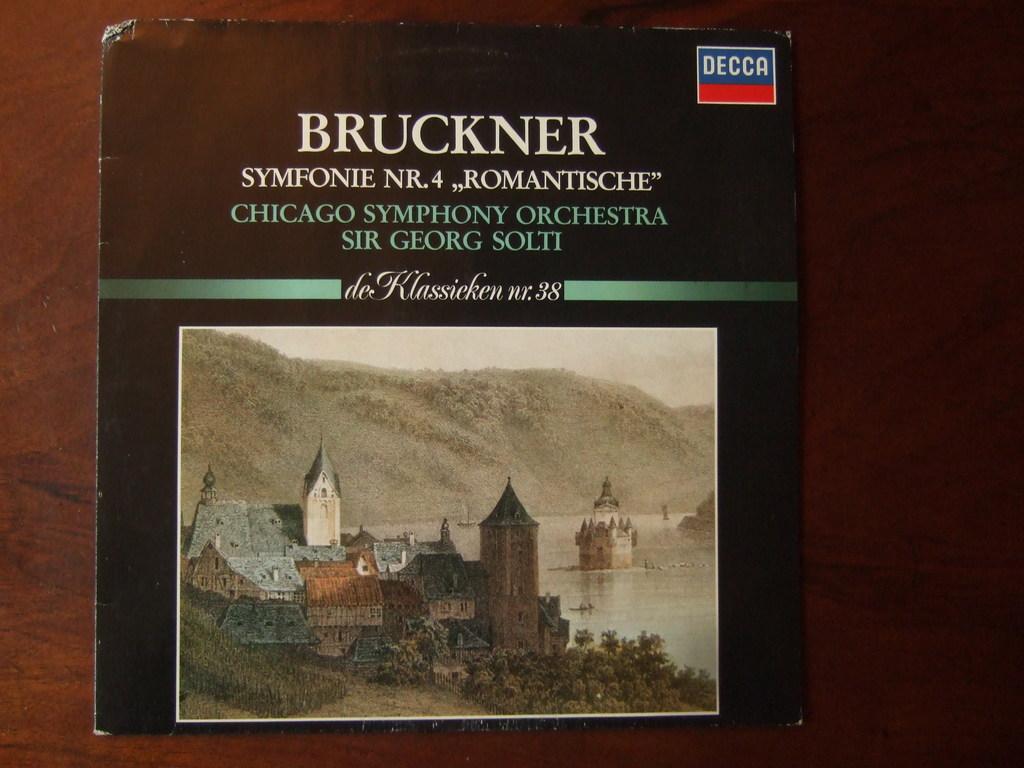 DECCA
BRUCKNER
SYMFONIE NR. 4 „ROMANTISCHE”
CHICAGO SYMPHONY ORCHESTRA
SIR GEORG SOLTI
de Klassieken nr. 38